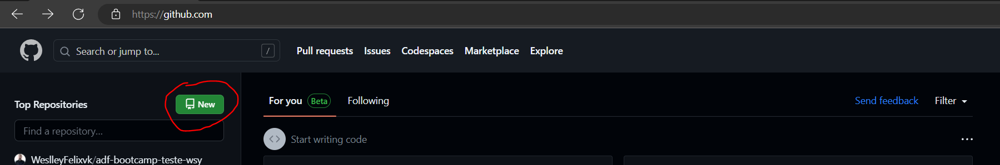 https://github.com
Search or jump to... /
Pull requests Issues Codespaces Marketplace Explore
Top Repositories New
Find a repository...
WeslleyFelixvk/adf-bootcamp-teste-wsy
For you Beta Following Send feedback Filter
Start writing code